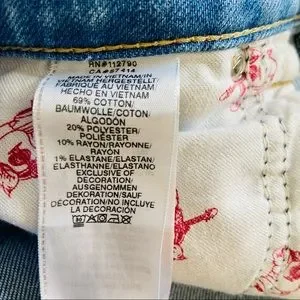 RN#112790
CA#57414
MADE IN VIETNAM/IN
VIETNAM HERGESTELLT/
FABRIQUÉ AU VIETNAM
HECHO EN VIETNAM
69% COTTON/
BAUMWOLLE/COTON/
ALGODÓN
20% POLYESTER/
POLIÉSTER
10% RAYON/RAYONNE/
RAYÓN
1% ELASTANE/ELASTAN/
ELASTHANNE/ELASTANO
EXCLUSIVE OF
DECORATION/
AUSGENOMMEN
DEKORATION/SAUF
DÉCORATION/NO INCLUYE
LA DECORACIÓN